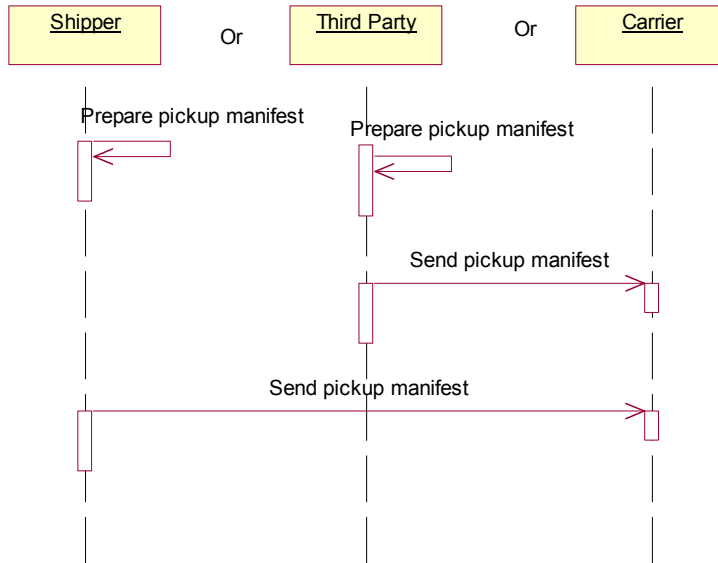 Shipper
Or
Third Party
Or
Carrier
Prepare pickup manifest
Prepare pickup manifest
Send pickup manifest
Send pickup manifest